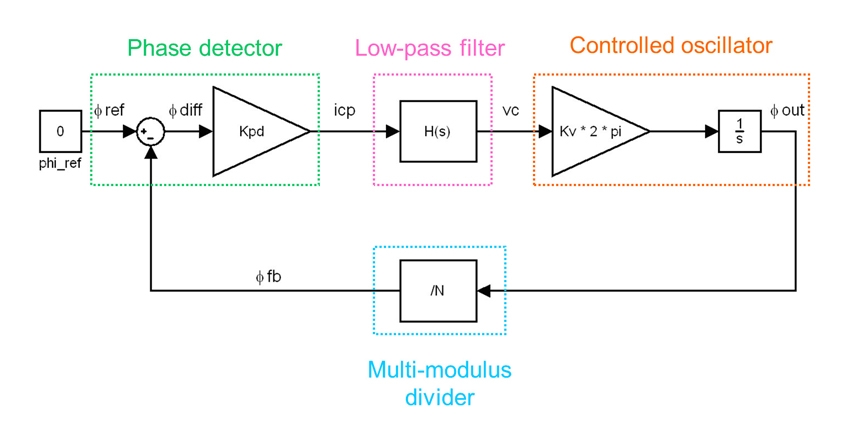 Phase detector
Low-pass filter
Controlled oscillator
ϕ ref
ϕ diff
icp
vc
ϕ out
0
+
-
Kpd
H(s)
Kv * 2 * pi
1
s
phi_ref
ϕ fb
/N
Multi-modulus
divider